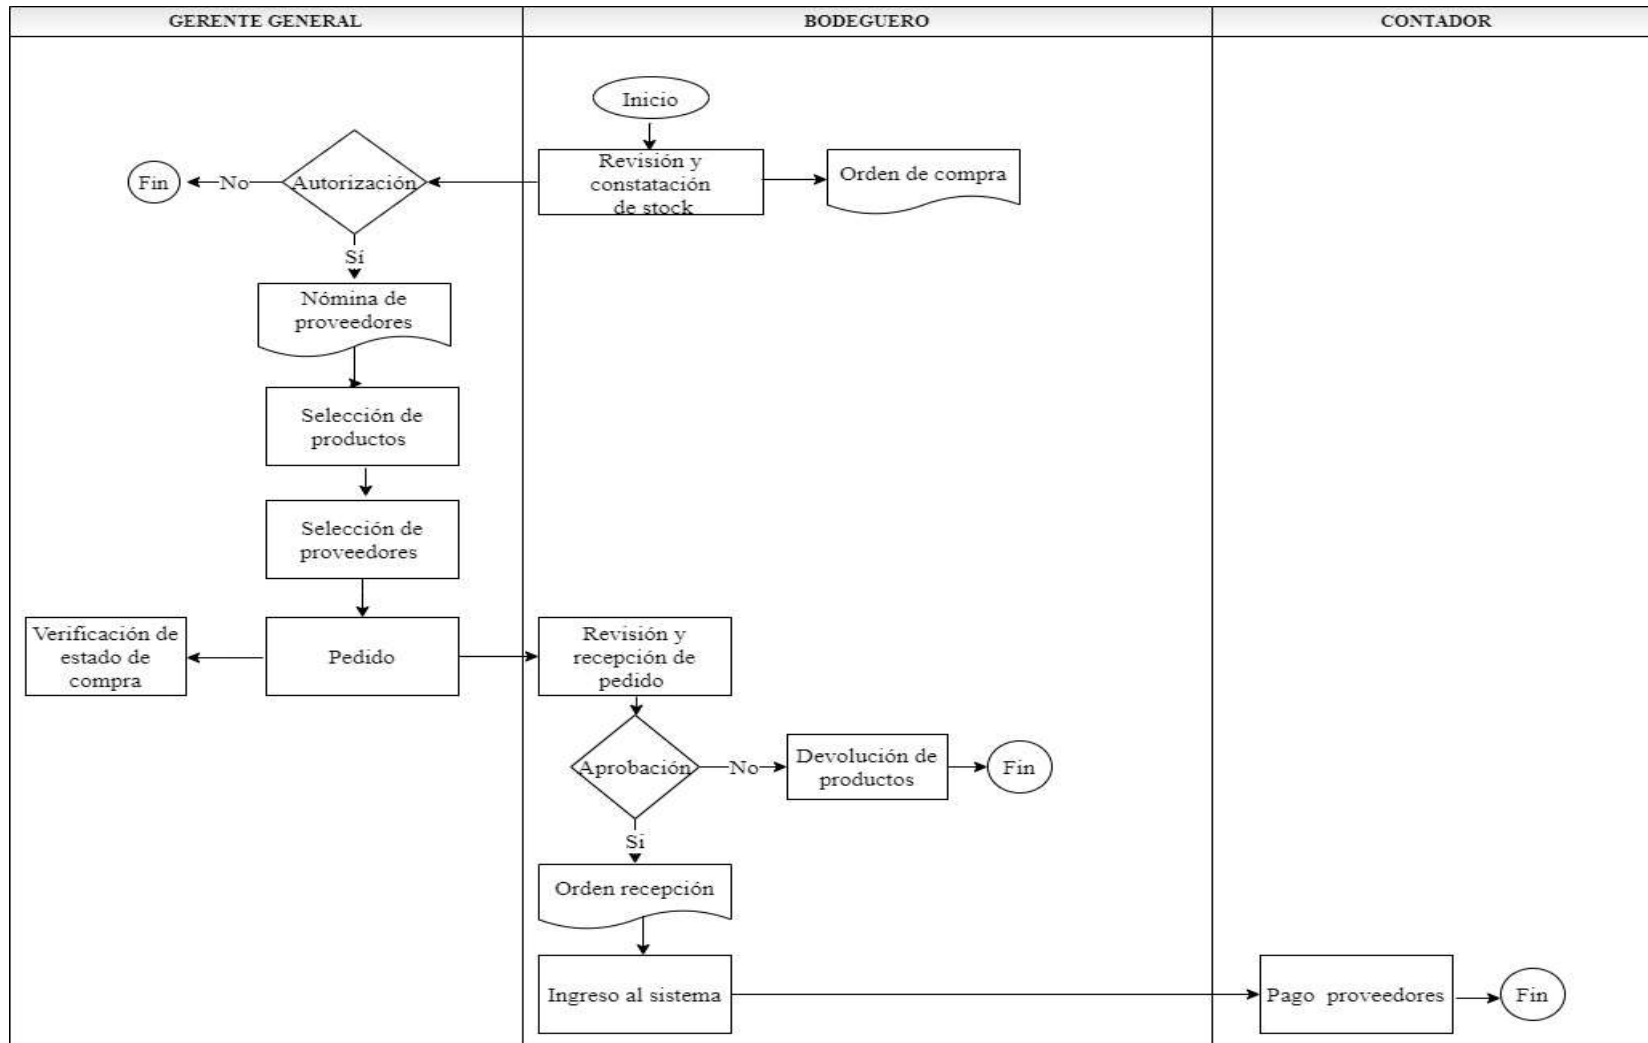 GERENTE GENERAL
BODEGUERO
CONTADOR
Inicio
Revisión y
constatación
de stock
Orden de compra
Autorización
No
Fin
Sí
Nómina de
proveedores
Selección de
productos
Selección de
proveedores
Pedido
Verificación de
estado de
compra
Revisión y
recepción de
pedido
Aprobación
No
Devolución de
productos
Fin
Sí
Orden recepción
Ingreso al sistema
Pago proveedores
Fin